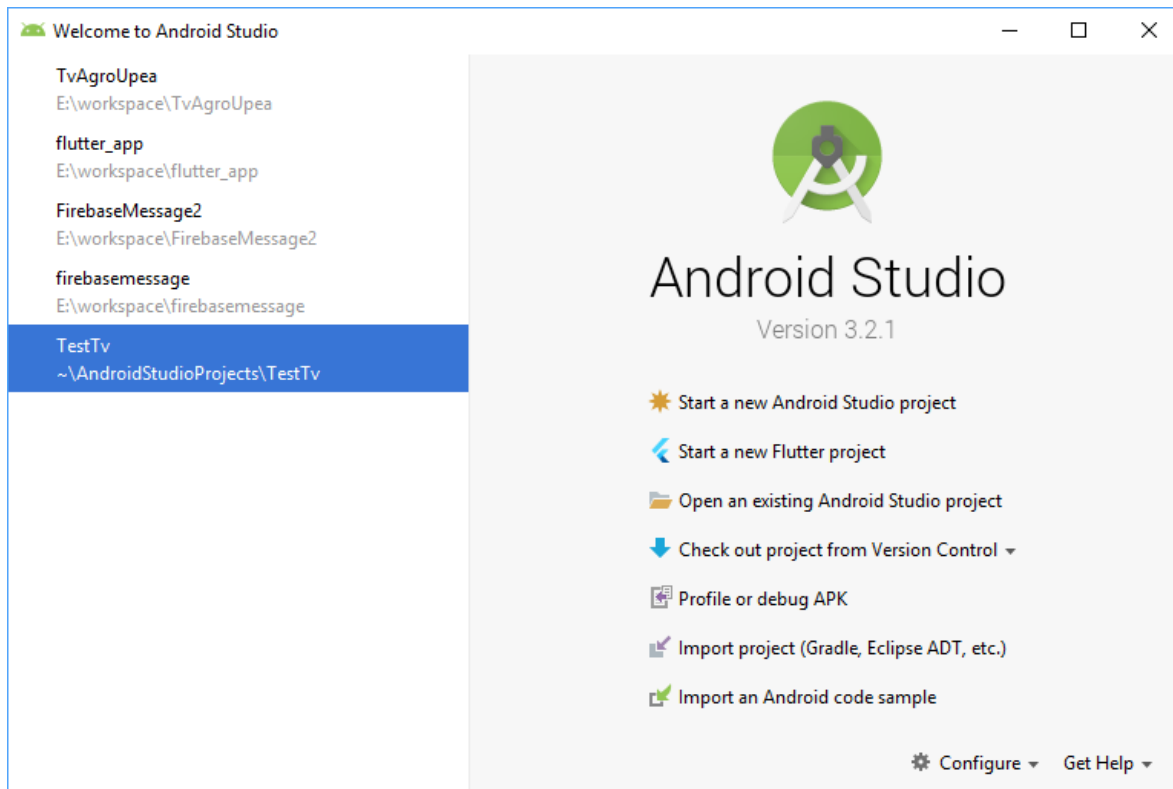 Welcome to Android Studio
TvAgroUpea
E:\workspace\TvAgroUpea
flutter_app
E:\workspace\flutter_app
FirebaseMessage2
E:\workspace\FirebaseMessage2
firebasemessage
E:\workspace\firebasemessage
TestTv
~\AndroidStudioProjects\TestTv
Android Studio
Version 3.2.1
Start a new Android Studio project
Start a new Flutter project
Open an existing Android Studio project
Check out project from Version Control
Profile or debug APK
Import project (Gradle, Eclipse ADT, etc.)
Import an Android code sample
Configure Get Help